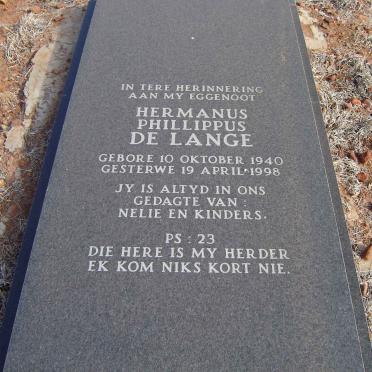 IN TERE HERINNERING
AAN MY EGGENOOT
HERMANUS
PHILLIPPUS
DE LANGE
GEBORE 10 OKTOBER 1940
GESTERWE 19 APRIL 1998
JY IS ALTYD IN ONS
GEDAGTE VAN:
NELIE EN KINDERS.
PS : 23
DIE HERE IS MY HERDER
EK KOM NIKS KORT NIE.